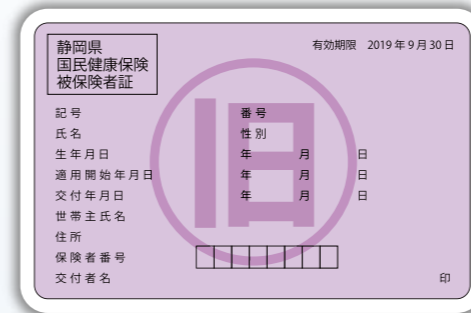 静岡県
国民健康保険
被保険者証
有効期限 2019年9月30日
記号 番号
氏名 性別
生年月日 年 月 日
適用開始年月日 年 月 日
交付年月日 年 月 日
世帯主氏名
住所
保険者番号
交付者名 印
旧